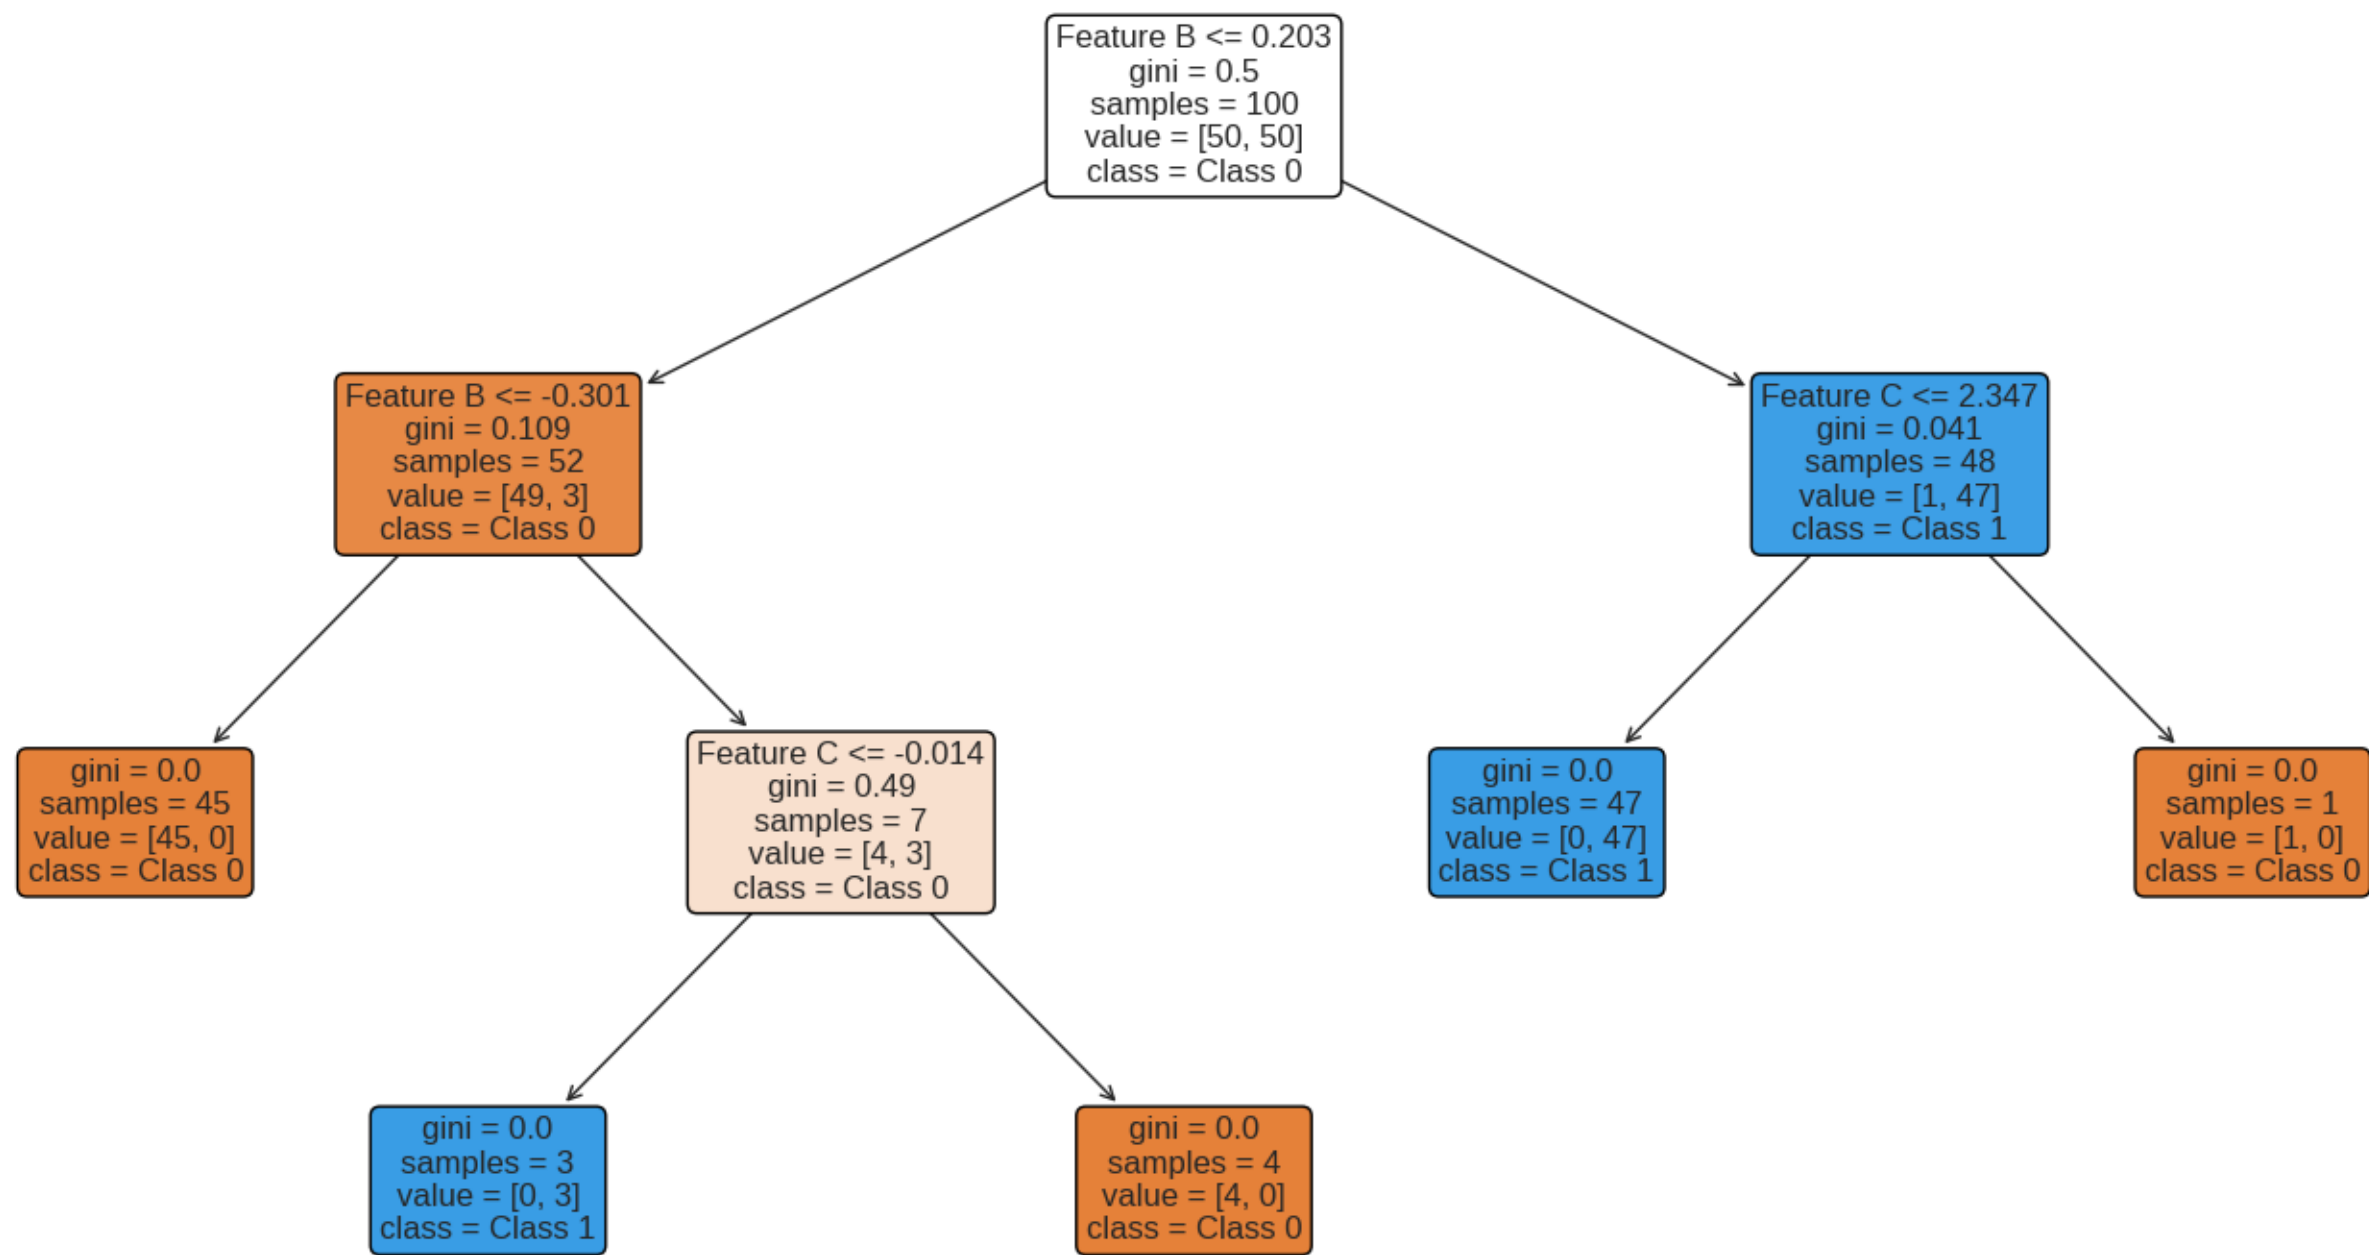 Feature B <= 0.203
gini = 0.5
samples = 100
value = [50, 50]
class = Class 0
Feature B <= -0.301
gini = 0.109
samples = 52
value = [49, 3]
class = Class 0
Feature C <= 2.347
gini = 0.041
samples = 48
value = [1, 47]
class = Class 1
gini = 0.0
samples = 45
value = [45, 0]
class = Class 0
Feature C <= -0.014
gini = 0.49
samples = 7
value = [4, 3]
class = Class 0
gini = 0.0
samples = 47
value = [0, 47]
class = Class 1
gini = 0.0
samples = 1
value = [1, 0]
class = Class 0
gini = 0.0
samples = 3
value = [0, 3]
class = Class 1
gini = 0.0
samples = 4
value = [4, 0]
class = Class 0